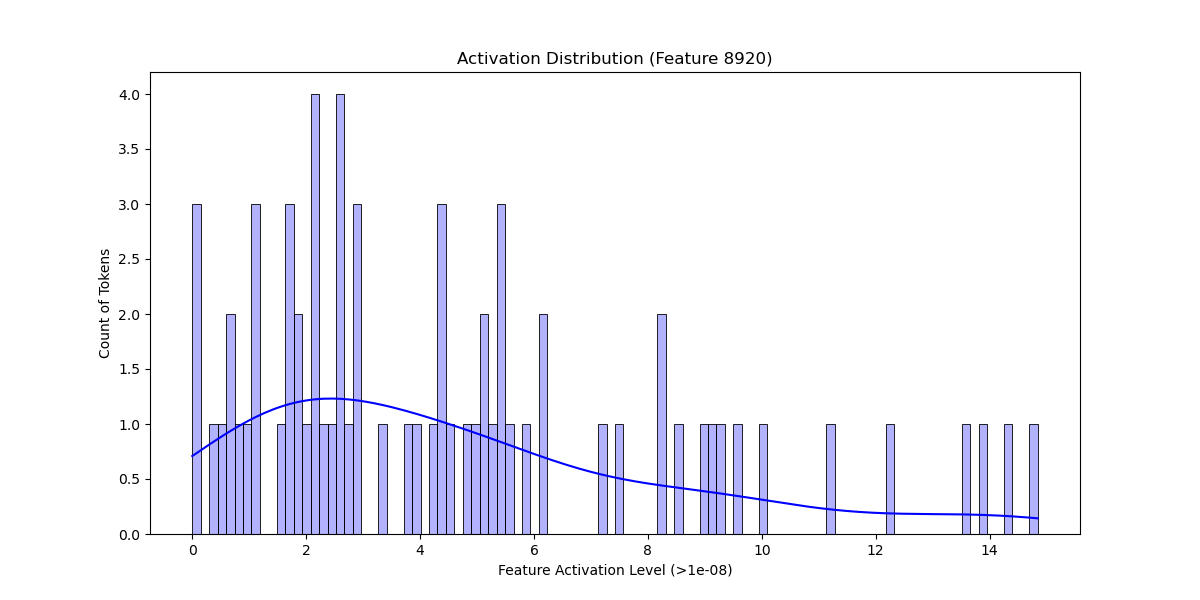 Activation Distribution (Feature 8920)
4.0
3.5
3.0
2.5
2.0
1.5
1.0
0.5
0.0
Count of Tokens
0 2 4 6 8 10 12 14
Feature Activation Level (>1e-08)